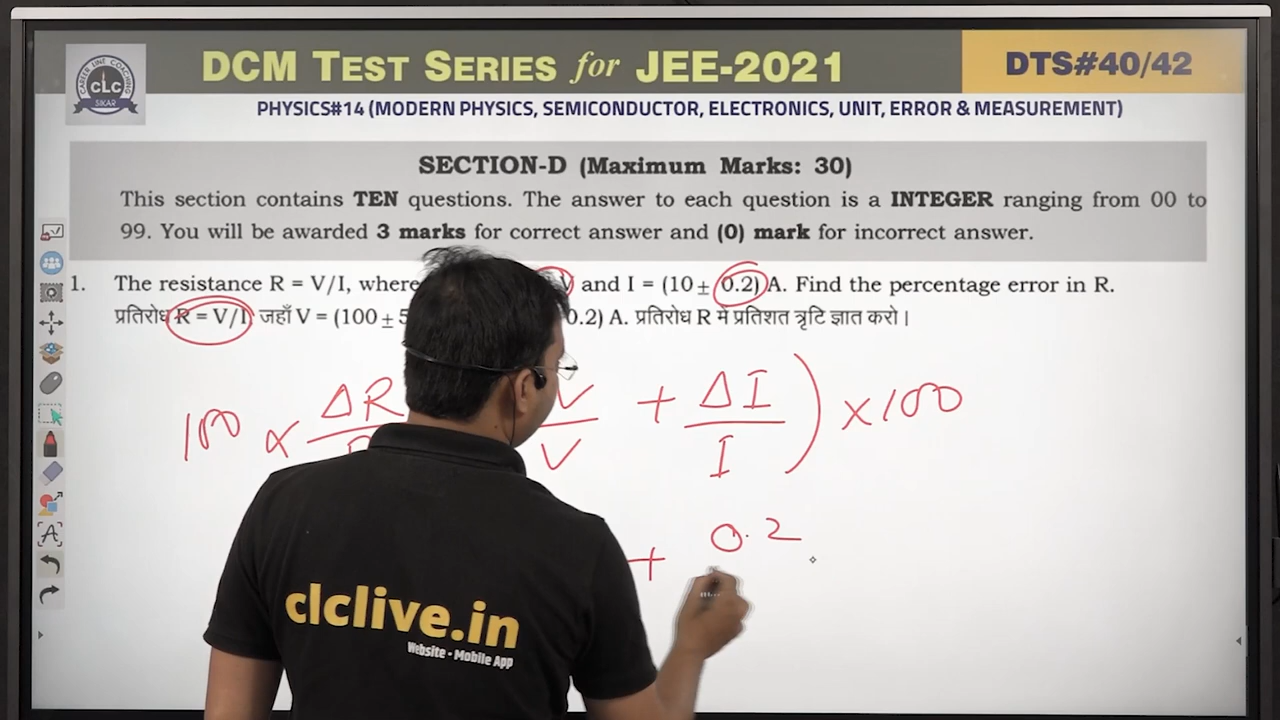 CAREER LINE COACHING
CLC
SIKAR
DCM TEST SERIES for JEE-2021
DTS#40/42
PHYSICS#14 (MODERN PHYSICS, SEMICONDUCTOR, ELECTRONICS, UNIT, ERROR & MEASUREMENT)
SECTION-D (Maximum Marks: 30)
This section contains TEN questions. The answer to each question is a INTEGER ranging from 00 to
99. You will be awarded 3 marks for correct answer and (0) mark for incorrect answer.
1. The resistance R = V/I, where V and I = (10 ± 0.2) A. Find the percentage error in R.
प्रतिरोध R = V/I जहाँ V = (100 ± 5 0.2) A. प्रतिरोध R में प्रतिशत त्रृटि ज्ञात करो।
100 × ΔR V + ΔI ) × 100
V I
+ 0.2
clclive.in
Website • Mobile App